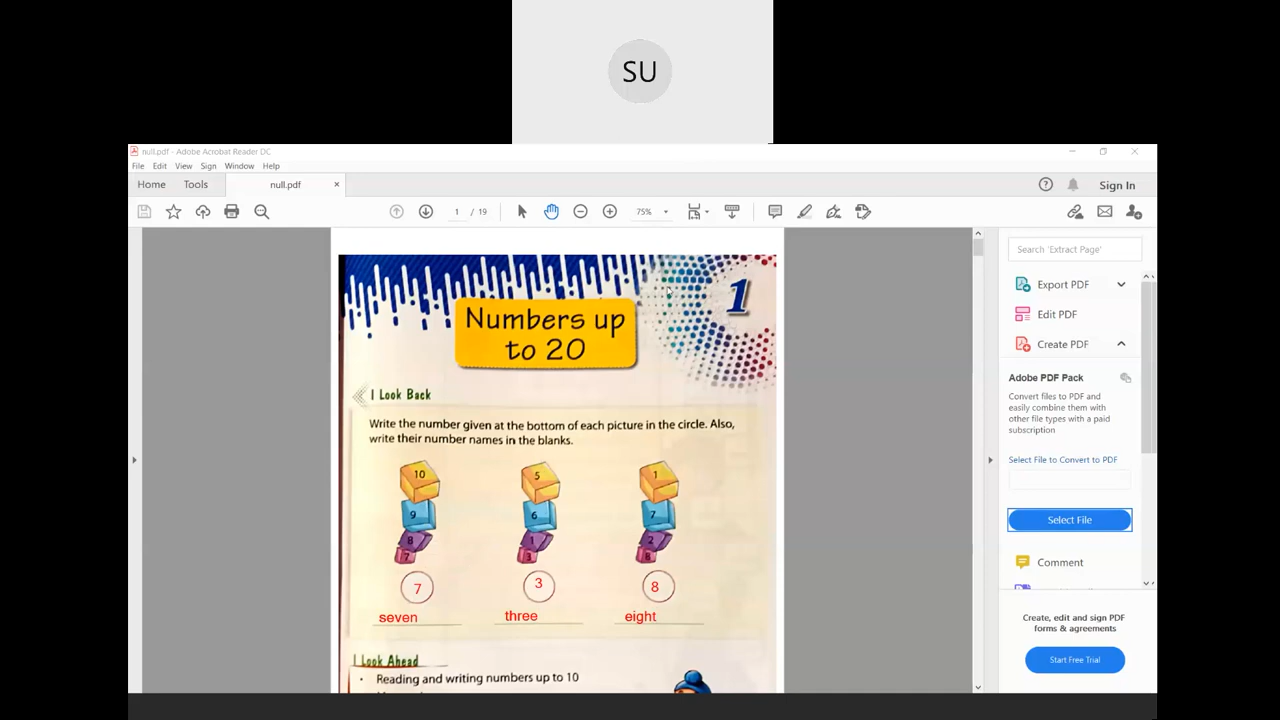 SU
null.pdf - Adobe Acrobat Reader DC
File Edit View Sign Window Help
Home Tools null.pdf × Sign In
1 / 19 75%
Search 'Extract Page'
Export PDF
Edit PDF
Create PDF
Adobe PDF Pack
Convert files to PDF and
easily combine them with
other file types with a paid
subscription
Select File to Convert to PDF
Select File
Comment
Create, edit and sign PDF
forms & agreements
Start Free Trial
1
Numbers up
to 20
I Look Back
Write the number given at the bottom of each picture in the circle. Also,
write their number names in the blanks.
10 5 1
9 6 7
8 1 2
7 3 8
7 3 8
seven three eight
I Look Ahead
• Reading and writing numbers up to 10